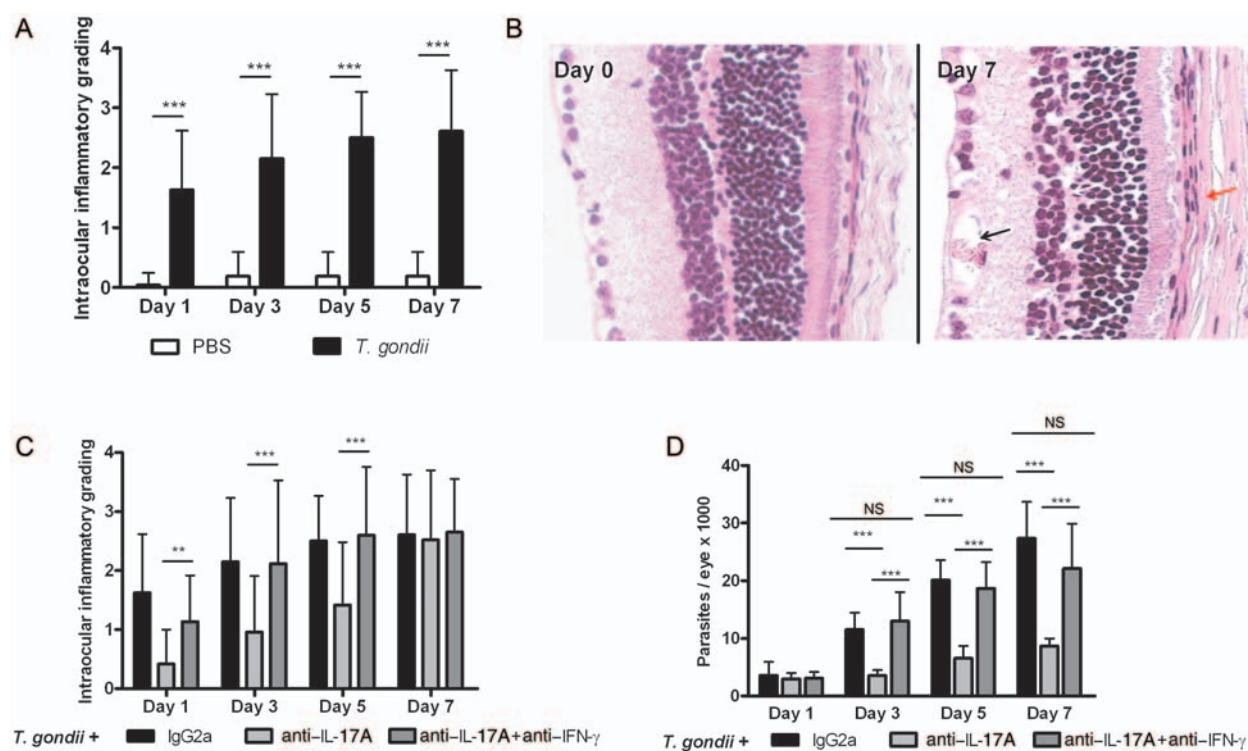 A
Intraocular inflammatory grading
4
3
2
1
0
***
***
***
***
Day 1
Day 3
Day 5
Day 7
PBS
T. gondii
B
Day 0
Day 7
C
Intraocular inflammatory grading
4
3
2
1
0
**
***
***
Day 1
Day 3
Day 5
Day 7
T. gondii + IgG2a anti–IL-17A anti–IL-17A+anti–IFN-γ
D
Parasites / eye x 1000
40
30
20
10
0
NS
***
***
NS
***
***
NS
***
***
Day 1
Day 3
Day 5
Day 7
T. gondii + IgG2a anti–IL-17A anti–IL-17A+anti–IFN-γ